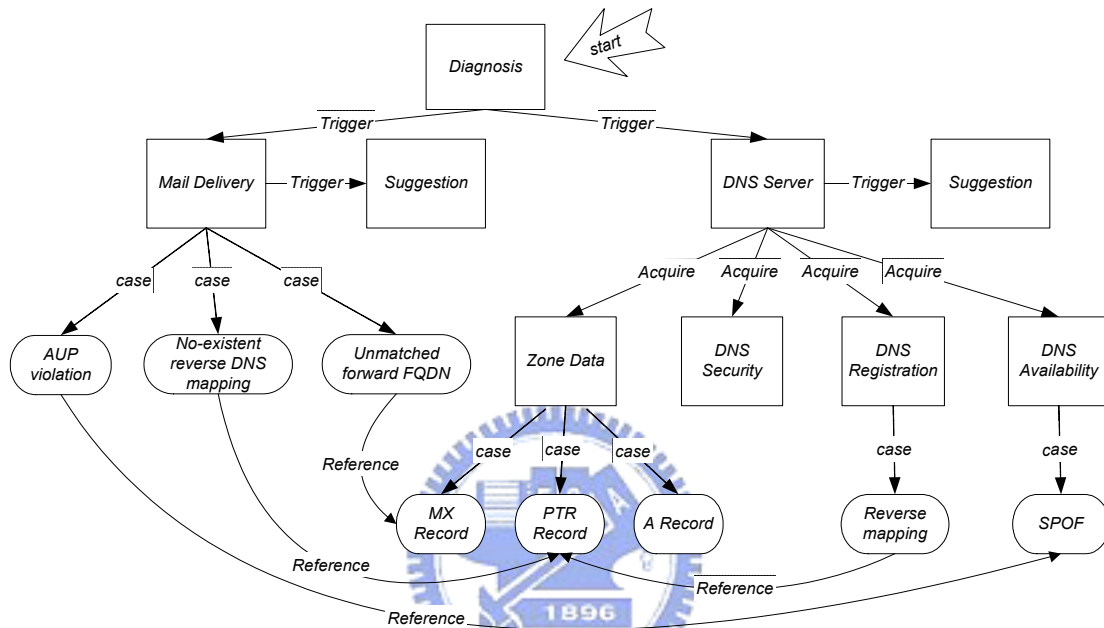 start
Diagnosis
Trigger
Trigger
Mail Delivery
Trigger
Suggestion
DNS Server
Trigger
Suggestion
case
case
case
Acquire
Acquire
Acquire
Acquire
AUP
violation
No-existent
reverse DNS
mapping
Unmatched
forward FQDN
Zone Data
DNS
Security
DNS
Registration
DNS
Availability
Reference
case
case
case
case
case
MX
Record
PTR
Record
A Record
Reverse
mapping
SPOF
Reference
Reference
Reference
1896